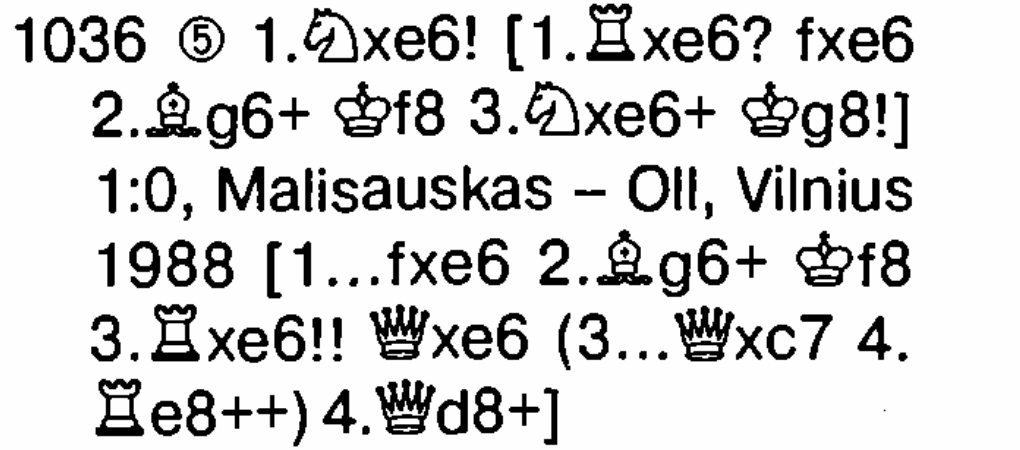 1036 ⑤ 1.♘xe6! [1.♖xe6? fxe6
2.♗g6+ ♔f8 3.♘xe6+ ♔g8!]
1:0, Malisauskas – Oll, Vilnius
1988 [1...fxe6 2.♗g6+ ♔f8
3.♖xe6!! ♕xe6 (3...♕xc7 4.
♖e8++) 4.♕d8+]